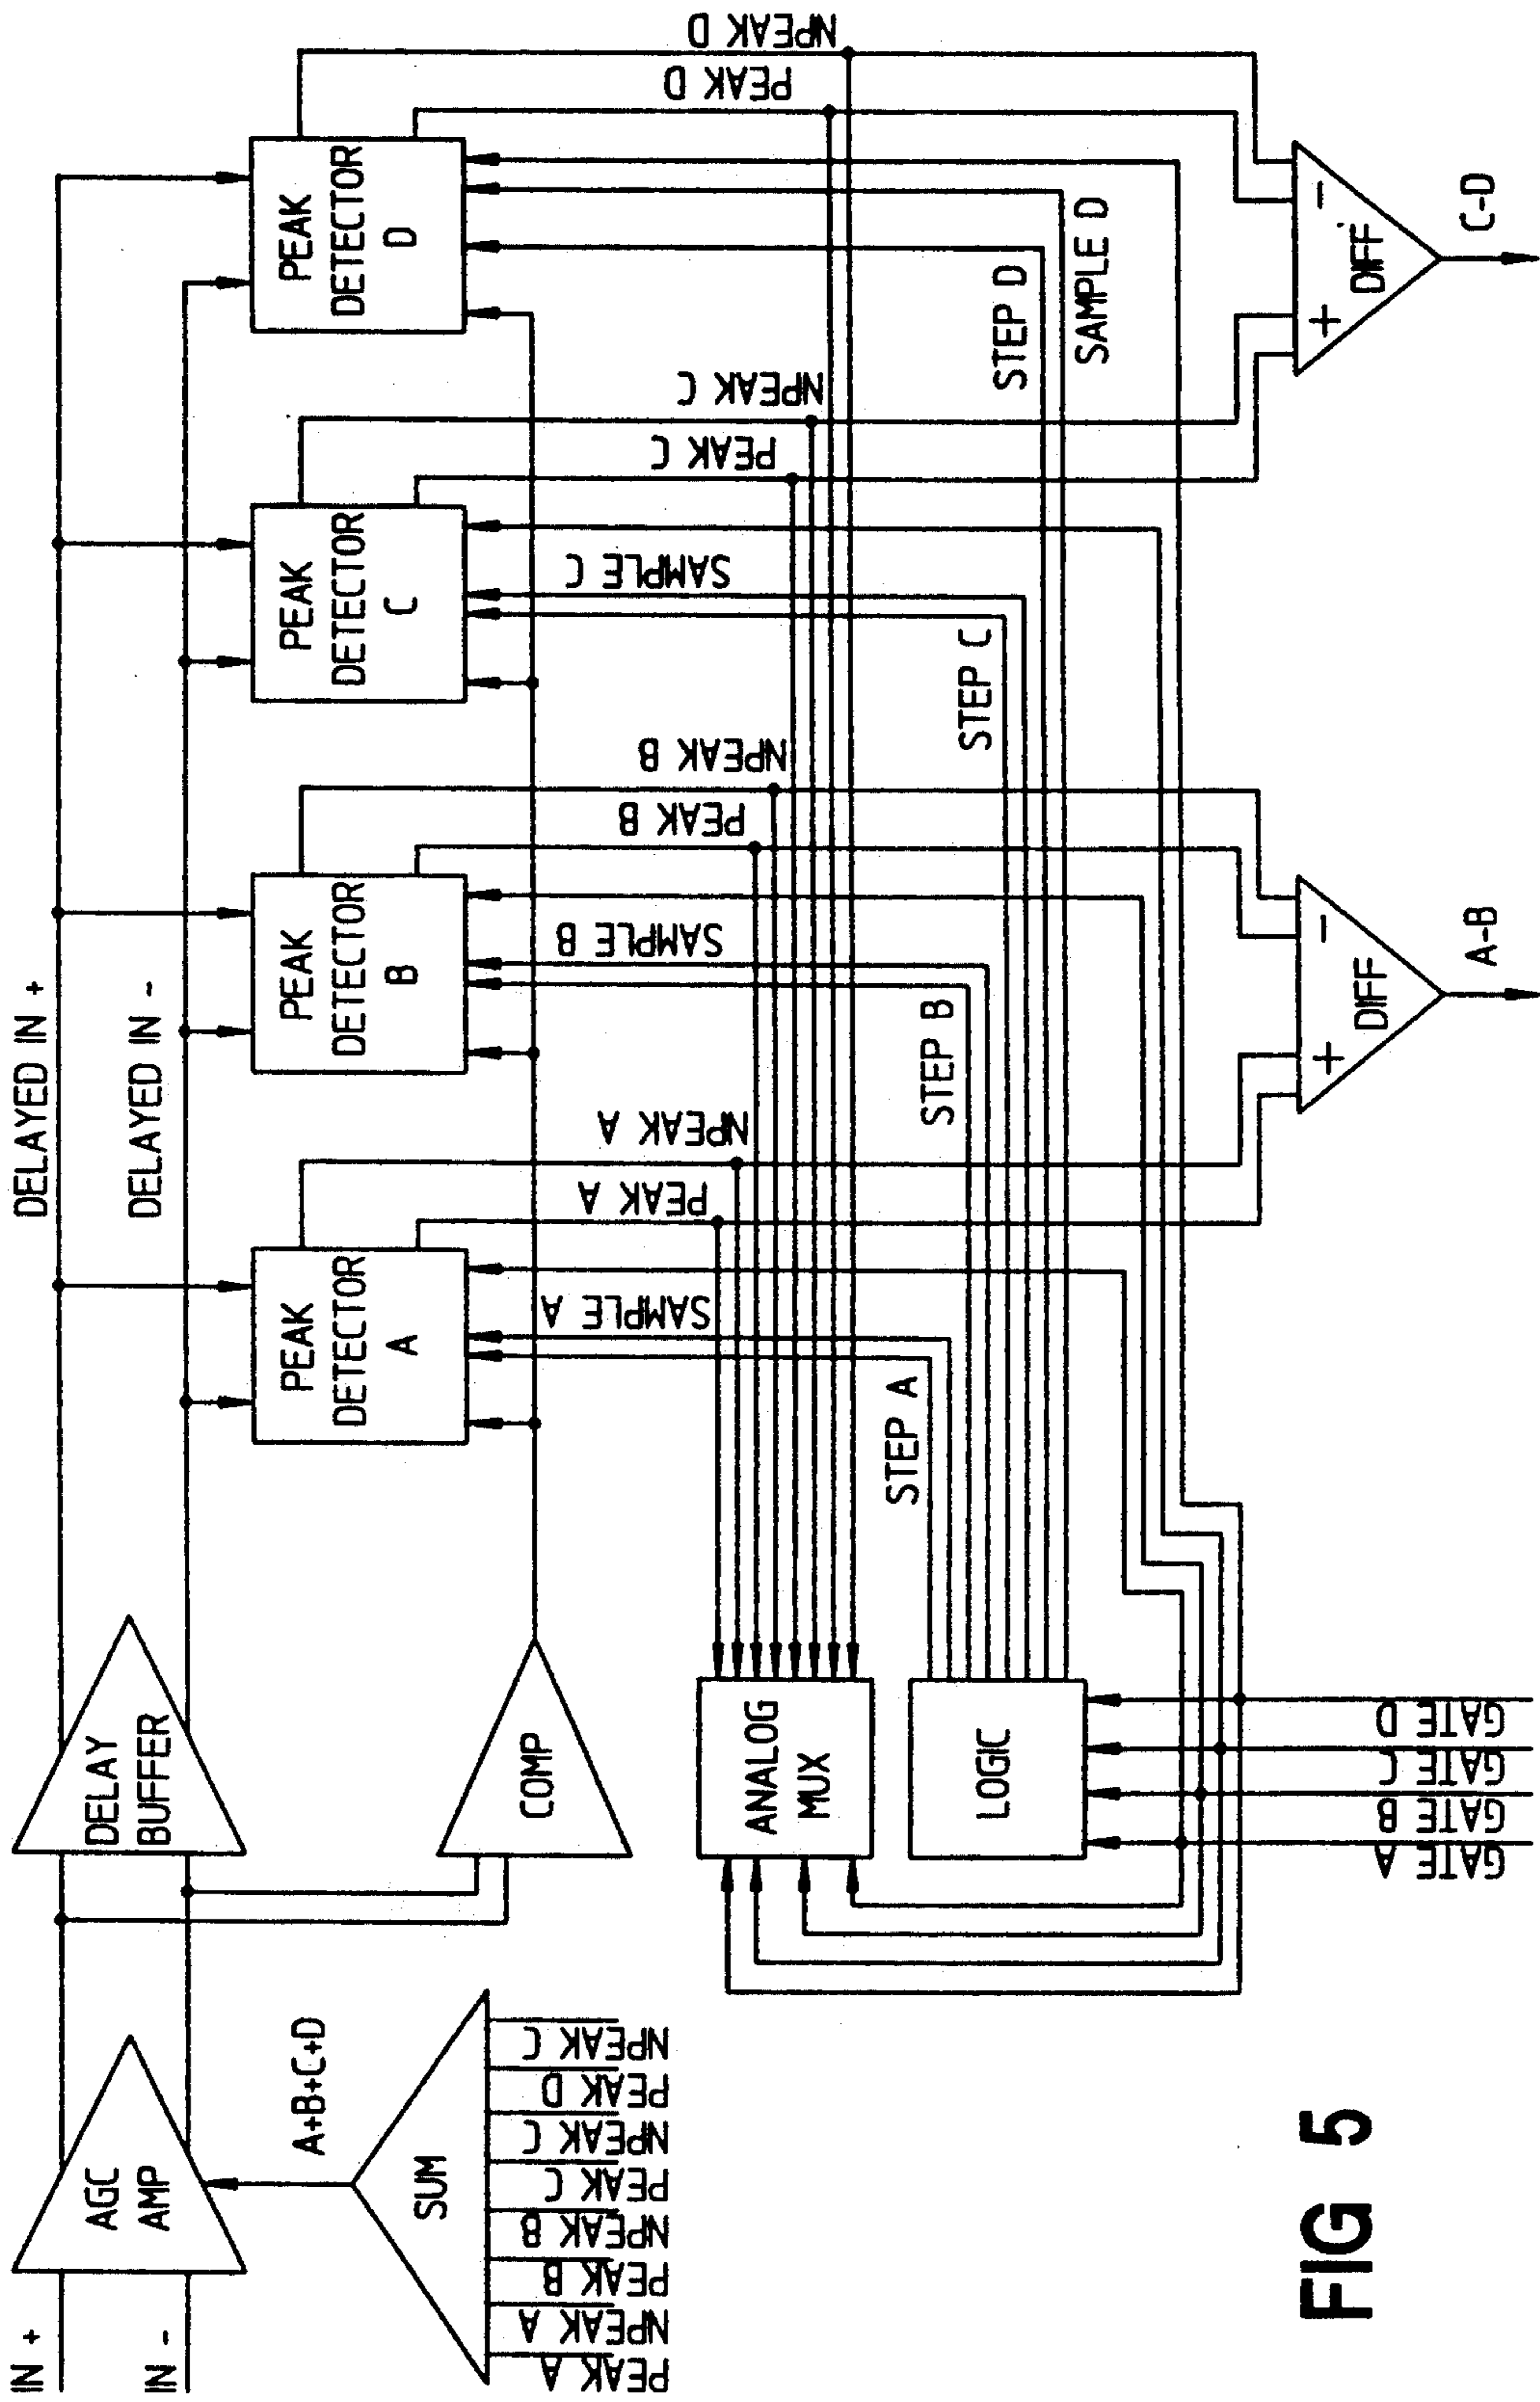 IN +
IN -
AGC
AMP
A+B+C+D
SUM
PEAK A
NPEAK A
PEAK B
NPEAK B
PEAK C
NPEAK C
PEAK D
NPEAK C
DELAY
BUFFER
COMP
DELAYED IN +
DELAYED IN -
PEAK
DETECTOR
A
PEAK
DETECTOR
B
PEAK
DETECTOR
C
PEAK
DETECTOR
D
PEAK A
NPEAK A
PEAK B
NPEAK B
PEAK C
NPEAK C
PEAK D
NPEAK D
SAMPLE A
SAMPLE B
SAMPLE C
SAMPLE D
STEP A
STEP B
STEP C
STEP D
ANALOG
MUX
LOGIC
GATE A
GATE B
GATE C
GATE D
+
-
DIFF
A-B
+
-
DIFF
C-D
FIG 5